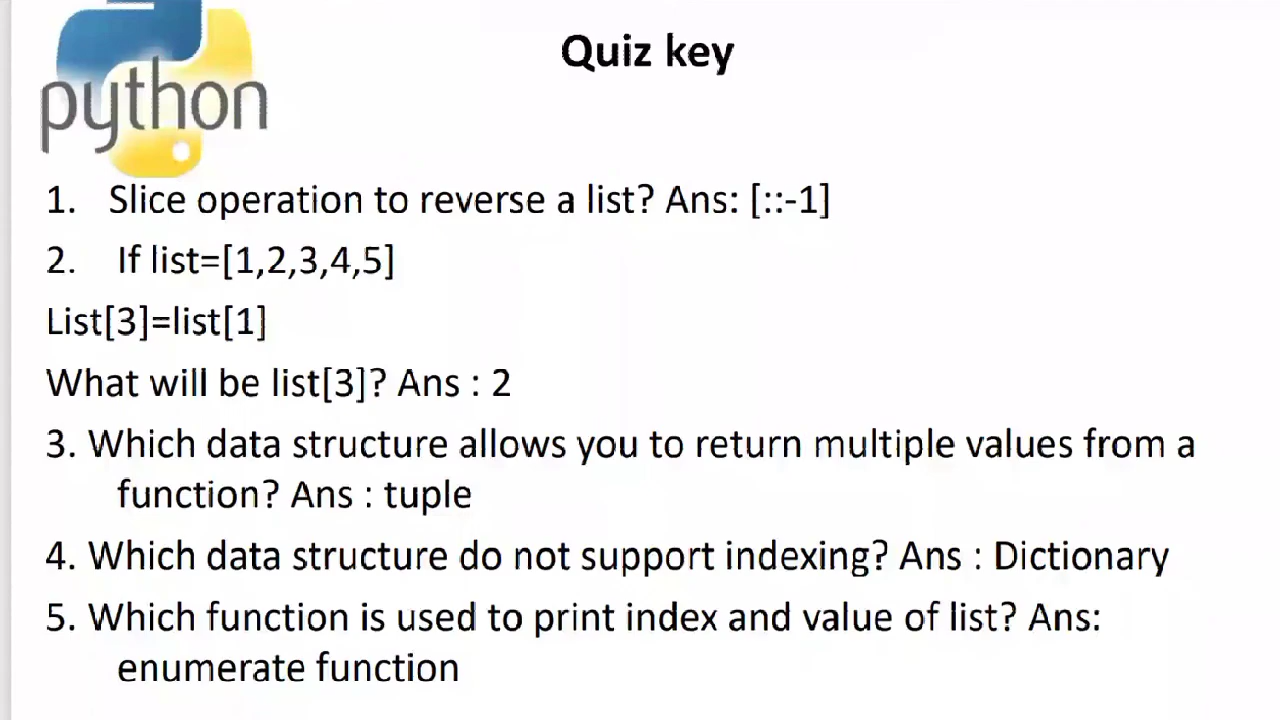 python
Quiz key
1. Slice operation to reverse a list? Ans: [::-1]
2. If list=[1,2,3,4,5]
List[3]=list[1]
What will be list[3]? Ans : 2
3. Which data structure allows you to return multiple values from a
function? Ans : tuple
4. Which data structure do not support indexing? Ans : Dictionary
5. Which function is used to print index and value of list? Ans:
enumerate function